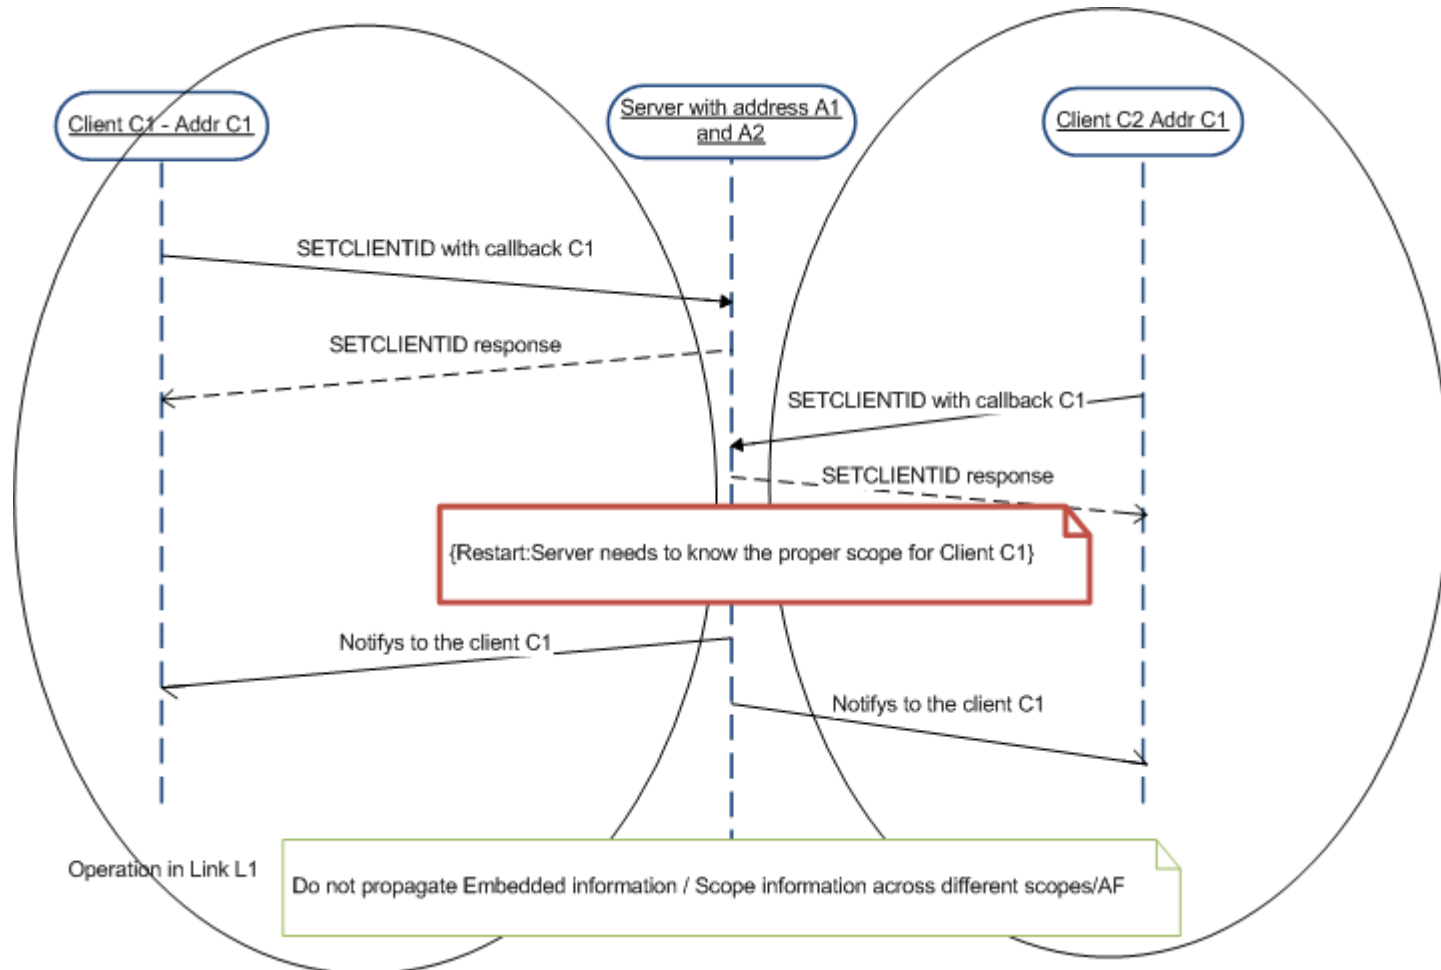 Client C1 - Addr C1
Server with address A1
and A2
Client C2 Addr C1
SETCLIENTID with callback C1
SETCLIENTID response
SETCLIENTID with callback C1
SETCLIENTID response
{Restart:Server needs to know the proper scope for Client C1}
Notifys to the client C1
Notifys to the client C1
Operation in Link L1
Do not propagate Embedded information / Scope information across different scopes/AF